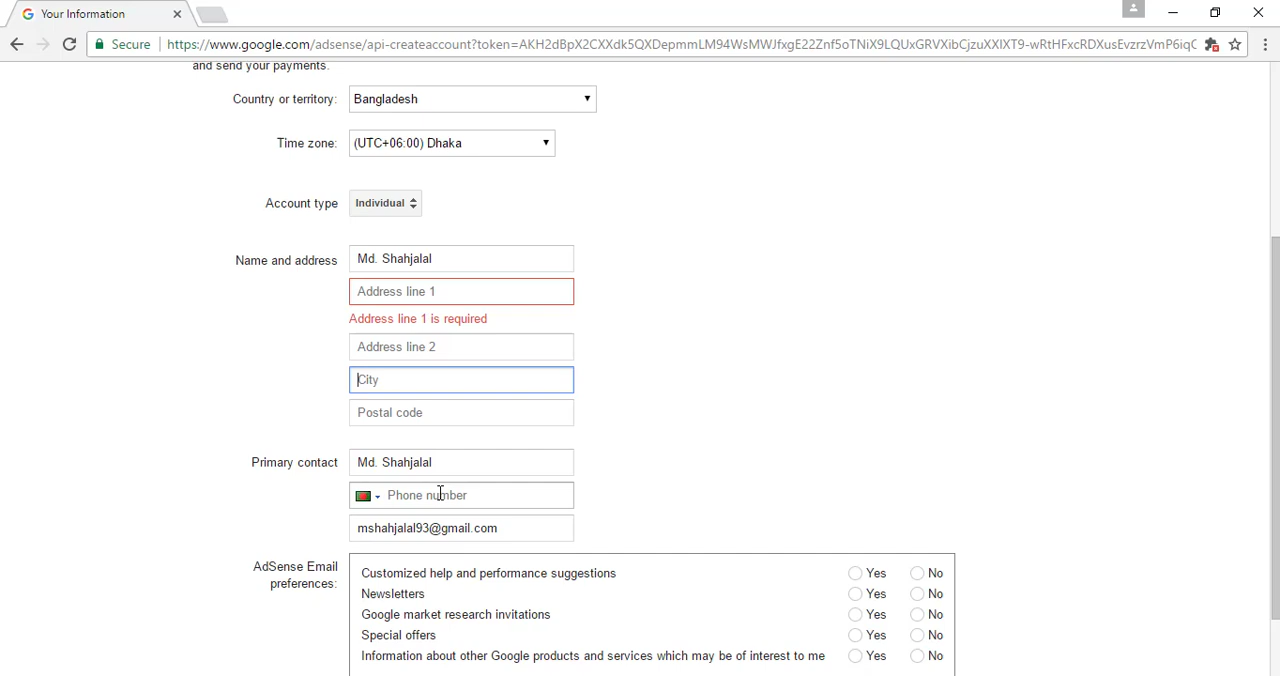 Your Information
Secure https://www.google.com/adsense/api-createaccount?token=AKH2dBpX2CXXdk5QXDepmmLM94WsMWJfxgE22Znf5oTNiX9LQUxGRVXibCjzuXXIXT9-wRtHFxcRDXusEvzrzVmP6iqC
and send your payments.
Country or territory: Bangladesh
Time zone: (UTC+06:00) Dhaka
Account type Individual
Name and address Md. Shahjalal
Address line 1
Address line 1 is required
Address line 2
City
Postal code
Primary contact Md. Shahjalal
Phone number
mshahjalal93@gmail.com
AdSense Email preferences:
Customized help and performance suggestions Yes No
Newsletters Yes No
Google market research invitations Yes No
Special offers Yes No
Information about other Google products and services which may be of interest to me Yes No